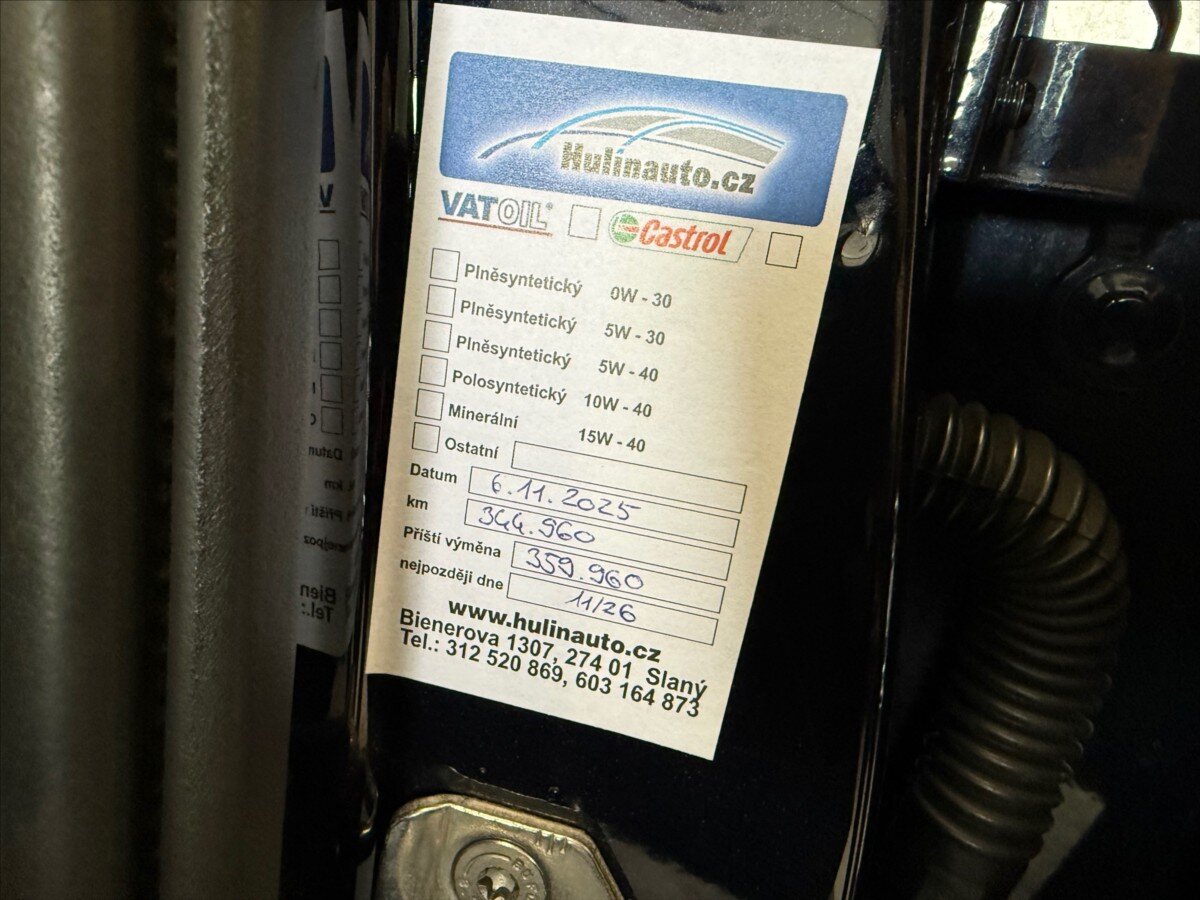 Hulinauto.cz
VATOIL® Castrol
Plněsyntetický 0W - 30
Plněsyntetický 5W - 30
Plněsyntetický 5W - 40
Polosyntetický 10W - 40
Minerální 15W - 40
Ostatní
Datum 6.11.2025
km 344.960
Příští výměna 359.960
nejpozději dne 11/26
www.hulinauto.cz
Bienerova 1307, 274 01 Slaný
Tel.: 312 520 869, 603 164 873